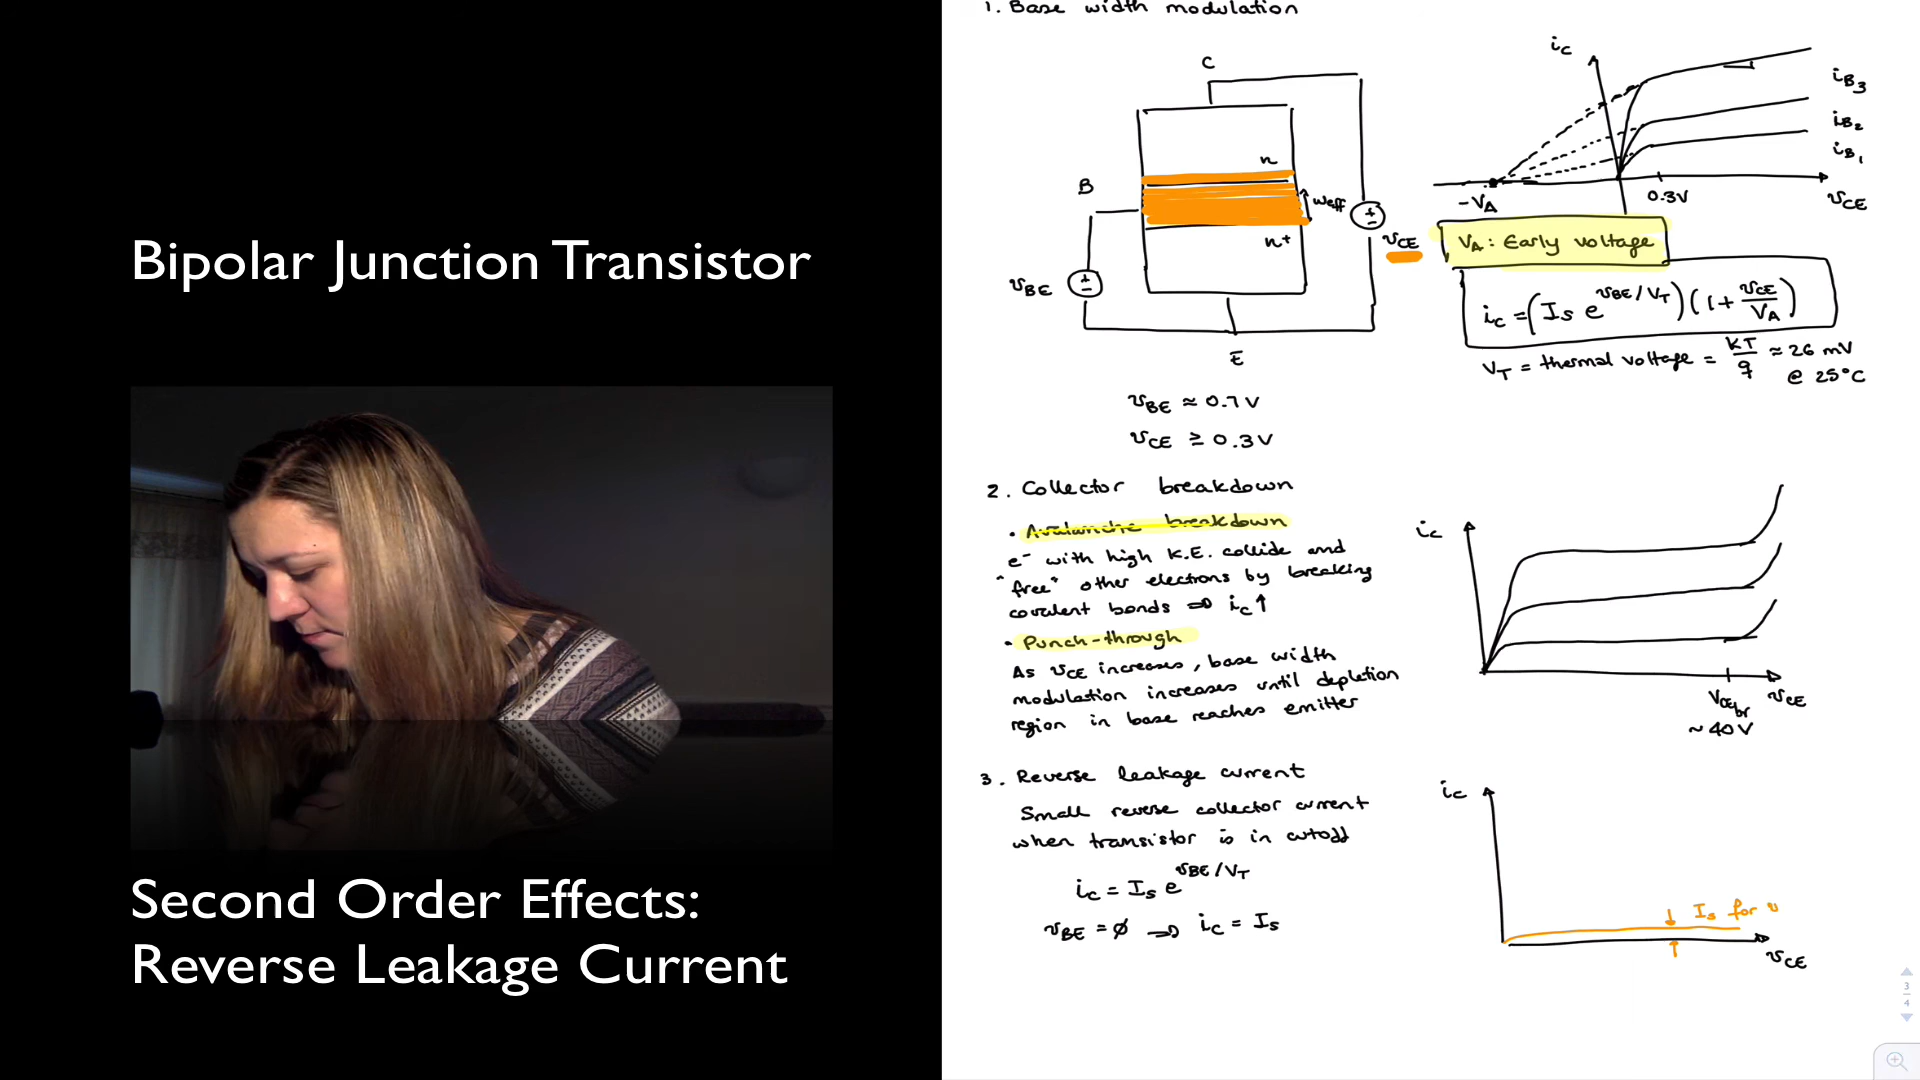 Bipolar Junction Transistor
Second Order Effects:
Reverse Leakage Current
1. Base width modulation
C
B
n
n+
Weff
vBE
vCE
E
vBE ≈ 0.7V
vCE ≥ 0.3V
iC
iB3
iB2
iB1
-VA
0.3V
vCE
VA: Early voltage
iC = (IS e^vBE/VT)(1 + vCE/VA)
VT = thermal voltage = kT/q ≈ 26 mV
@ 25°C
2. Collector breakdown
• Avalanche breakdown
e- with high K.E. collide and
"free" other electrons by breaking
covalent bonds ⇒ iC↑
• Punch-through
As vCE increases, base width
modulation increases until depletion
region in base reaches emitter
iC
VCEbr
~40V
vCE
3. Reverse leakage current
Small reverse collector current
when transistor is in cutoff
iC = IS e^vBE/VT
vBE = ∅ ⇒ iC = IS
iC
Is for v
vCE
3
4